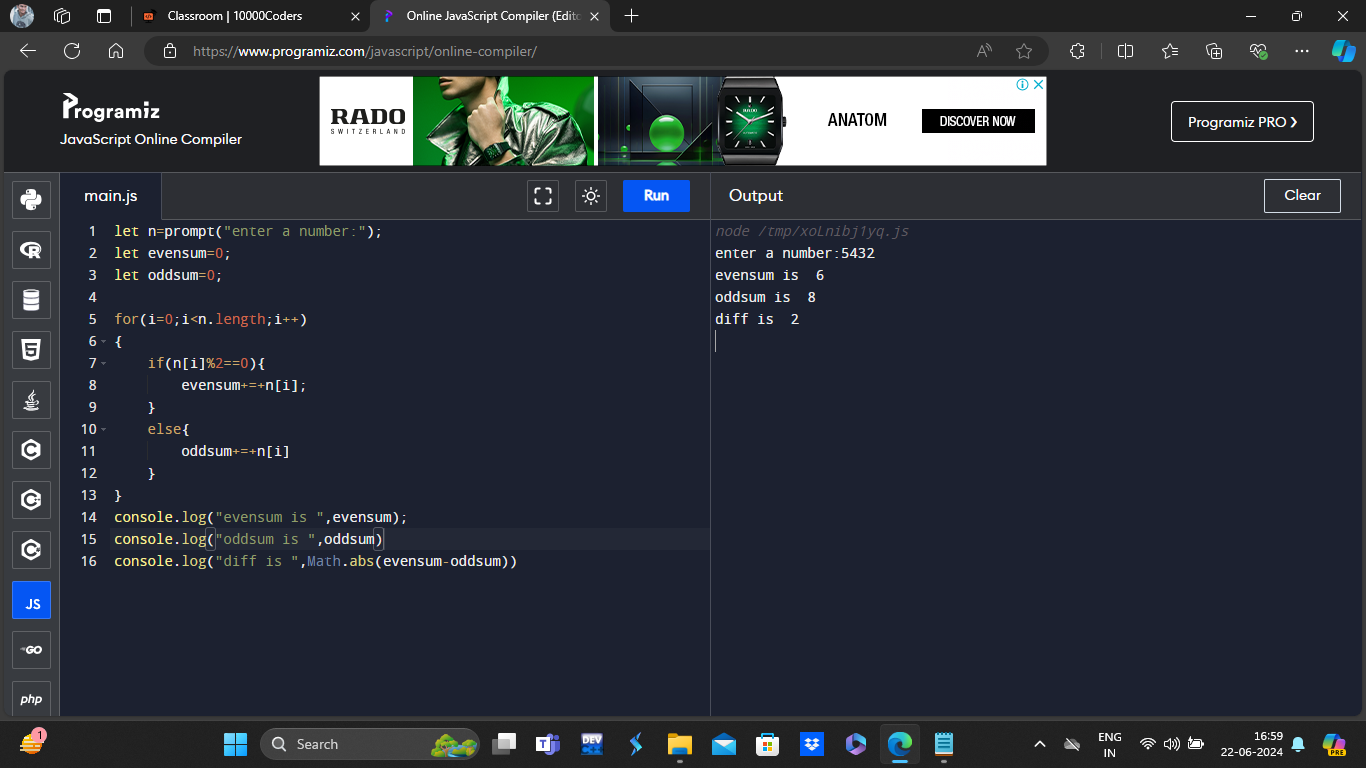 Classroom | 10000Coders
Online JavaScript Compiler (Edito
https://www.programiz.com/javascript/online-compiler/
Programiz
JavaScript Online Compiler
RADO
SWITZERLAND
ANATOM
DISCOVER NOW
Programiz PRO ❯
main.js
Run
Output
Clear
1 let n=prompt("enter a number:");
2 let evensum=0;
3 let oddsum=0;
4
5 for(i=0;i<n.length;i++)
6 {
7 if(n[i]%2==0){
8 evensum+=+n[i];
9 }
10 else{
11 oddsum+=+n[i]
12 }
13 }
14 console.log("evensum is ",evensum);
15 console.log("oddsum is ",oddsum)
16 console.log("diff is ",Math.abs(evensum-oddsum))
node /tmp/xoLnibj1yq.js
enter a number:5432
evensum is  6
oddsum is  8
diff is  2
R
5
C
C
C
JS
GO
php
1
Search
DEV
ENG
IN
16:59
22-06-2024
PRE